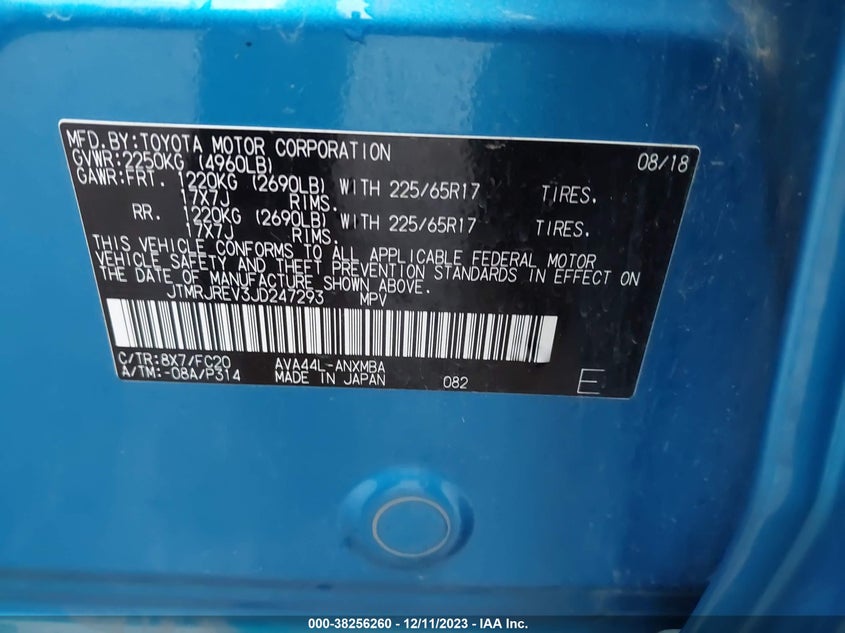 MFD.BY:TOYOTA MOTOR CORPORATION 08/18
GVWR:2250KG (4960LB)
GAWR:FRT. 1220KG (2690LB) WITH 225/65R17 TIRES.
17X7J RIMS.
RR. 1220KG (2690LB) WITH 225/65R17 TIRES.
17X7J RIMS.
THIS VEHICLE CONFORMS TO ALL APPLICABLE FEDERAL MOTOR
VEHICLE SAFETY AND THEFT PREVENTION STANDARDS IN EFFECT ON
THE DATE OF MANUFACTURE SHOWN ABOVE.
JTMRJREV3JD247293 MPV
C/TR:8X7/FC20 AVA44L-ANXMBA
A/TM:-08A/P314 MADE IN JAPAN 082 E
000-38256260 - 12/11/2023 - IAA Inc.